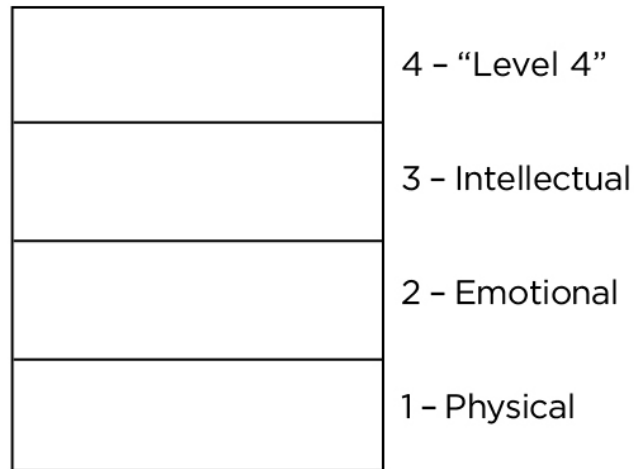 4 – “Level 4”
3 – Intellectual
2 – Emotional
1 – Physical